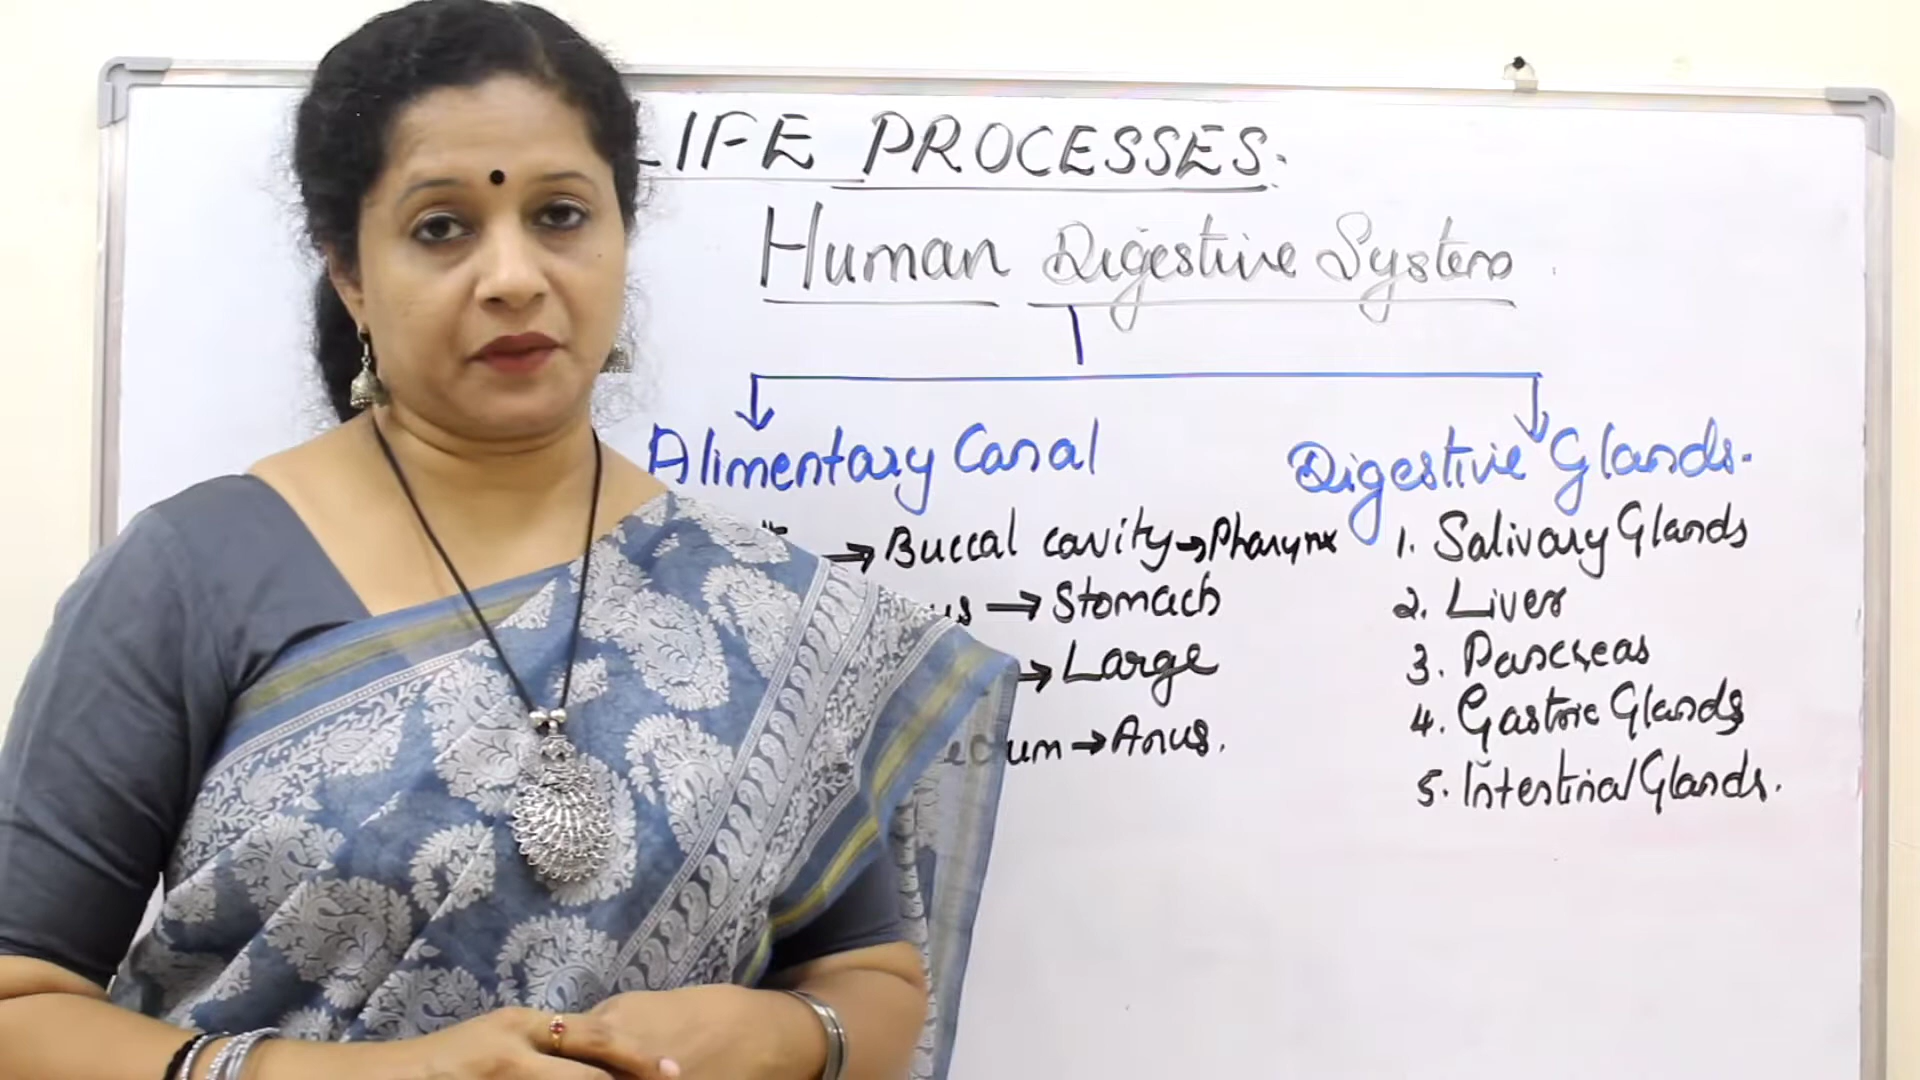 LIFE PROCESSES.
Human Digestive System
Alimentary Canal
Digestive Glands.
→ Buccal cavity → Pharynx
→ Stomach
→ Large
→ Anus.
1. Salivary Glands
2. Liver
3. Pancreas
4. Gastric Glands
5. Intestinal Glands.